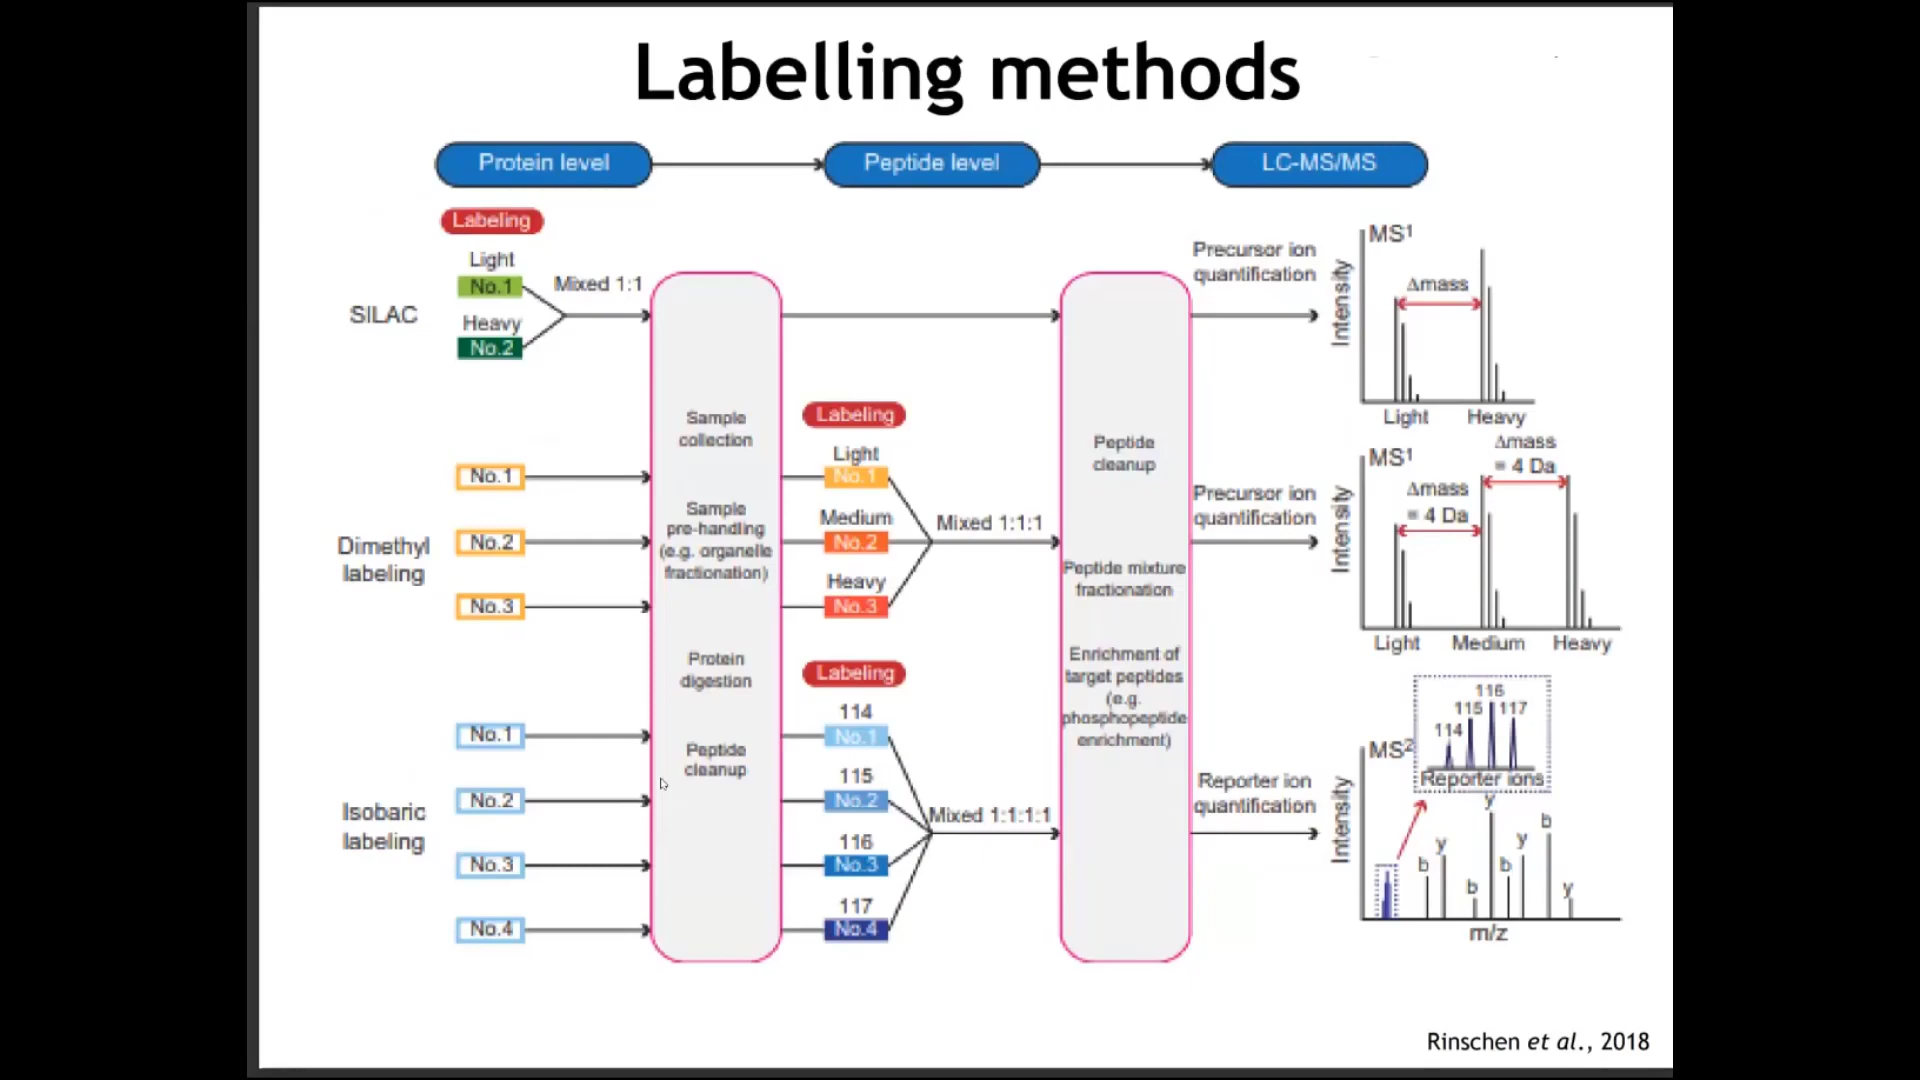 Labelling methods
Protein level
Peptide level
LC-MS/MS
Labeling
Light
No.1
Heavy
No.2
SILAC
Mixed 1:1
Precursor ion
quantification
MS1
Intensity
Δmass
Light
Heavy
Dimethyl
labeling
No.1
No.2
No.3
Sample
collection
Sample
pre-handling
(e.g. organelle
fractionation)
Protein
digestion
Peptide
cleanup
Labeling
Light
No.1
Medium
No.2
Heavy
No.3
Mixed 1:1:1
Peptide
cleanup
Peptide mixture
fractionation
Enrichment of
target peptides
(e.g.
phosphopeptide
enrichment)
Precursor ion
quantification
MS1
Intensity
Δmass
= 4 Da
Δmass
= 4 Da
Light
Medium
Heavy
Isobaric
labeling
No.1
No.2
No.3
No.4
Labeling
114
No.1
115
No.2
116
No.3
117
No.4
Mixed 1:1:1:1
Reporter ion
quantification
MS2
Intensity
114
115
116
117
Reporter ions
b
y
b
y
b
y
b
y
m/z
Rinschen et al., 2018